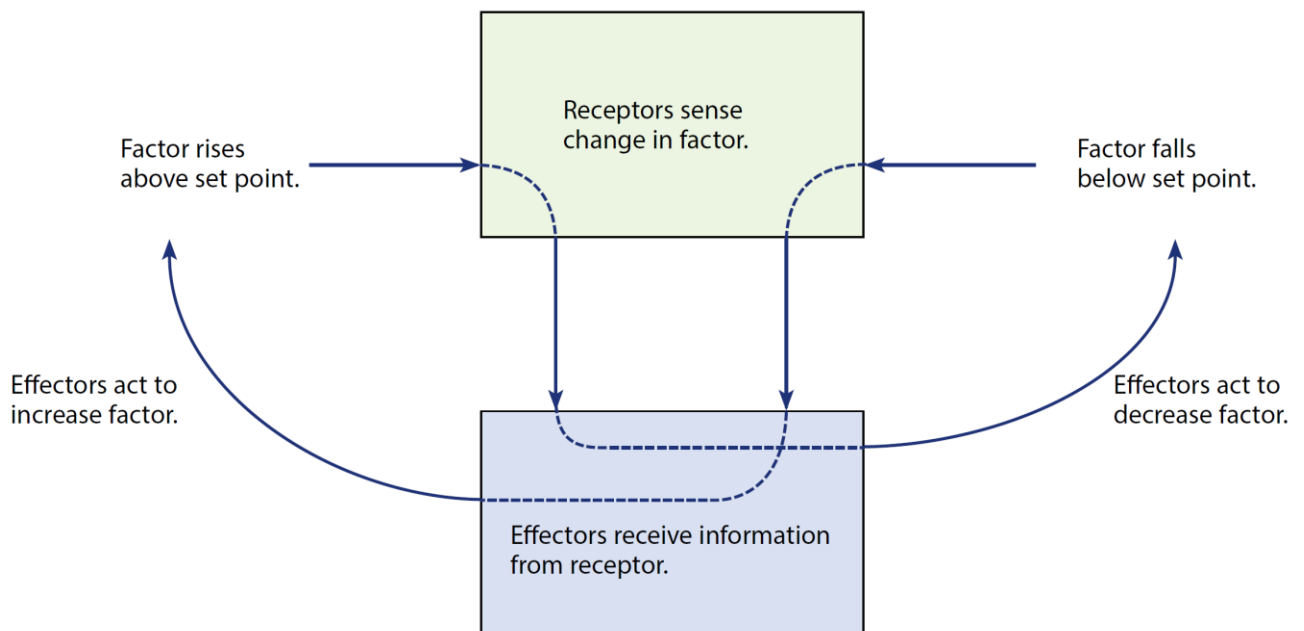 Receptors sense
change in factor.
Factor rises
above set point.
Factor falls
below set point.
Effectors act to
increase factor.
Effectors act to
decrease factor.
Effectors receive information
from receptor.